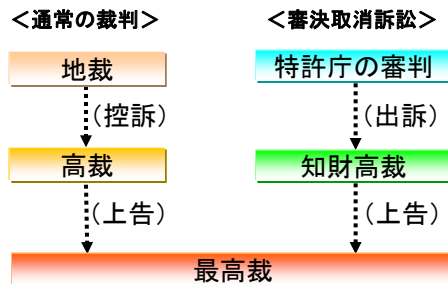 ＜通常の裁判＞
地裁
（控訴）
高裁
（上告）
＜審決取消訴訟＞
特許庁の審判
（出訴）
知財高裁
（上告）
最高裁